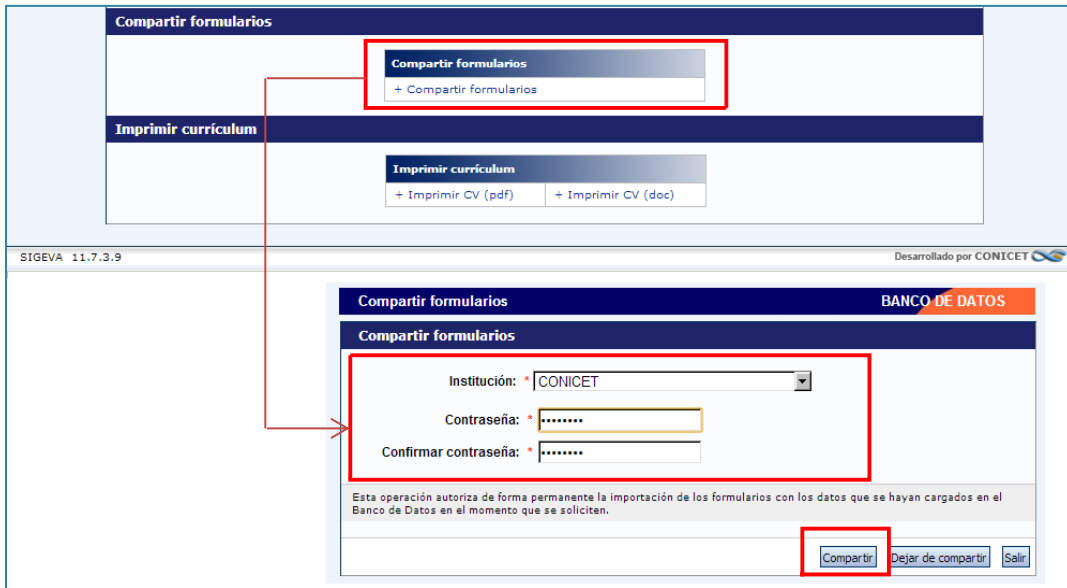 Compartir formularios
Compartir formularios
+ Compartir formularios
Imprimir currículum
Imprimir currículum
+ Imprimir CV (pdf) + Imprimir CV (doc)
SIGEVA 11.7.3.9 Desarrollado por CONICET
Compartir formularios BANCO DE DATOS
Compartir formularios
Institución: * CONICET
Contraseña: * ••••••••
Confirmar contraseña: * ••••••••
Esta operación autoriza de forma permanente la importación de los formularios con los datos que se hayan cargados en el
Banco de Datos en el momento que se soliciten.
Compartir Dejar de compartir Salir